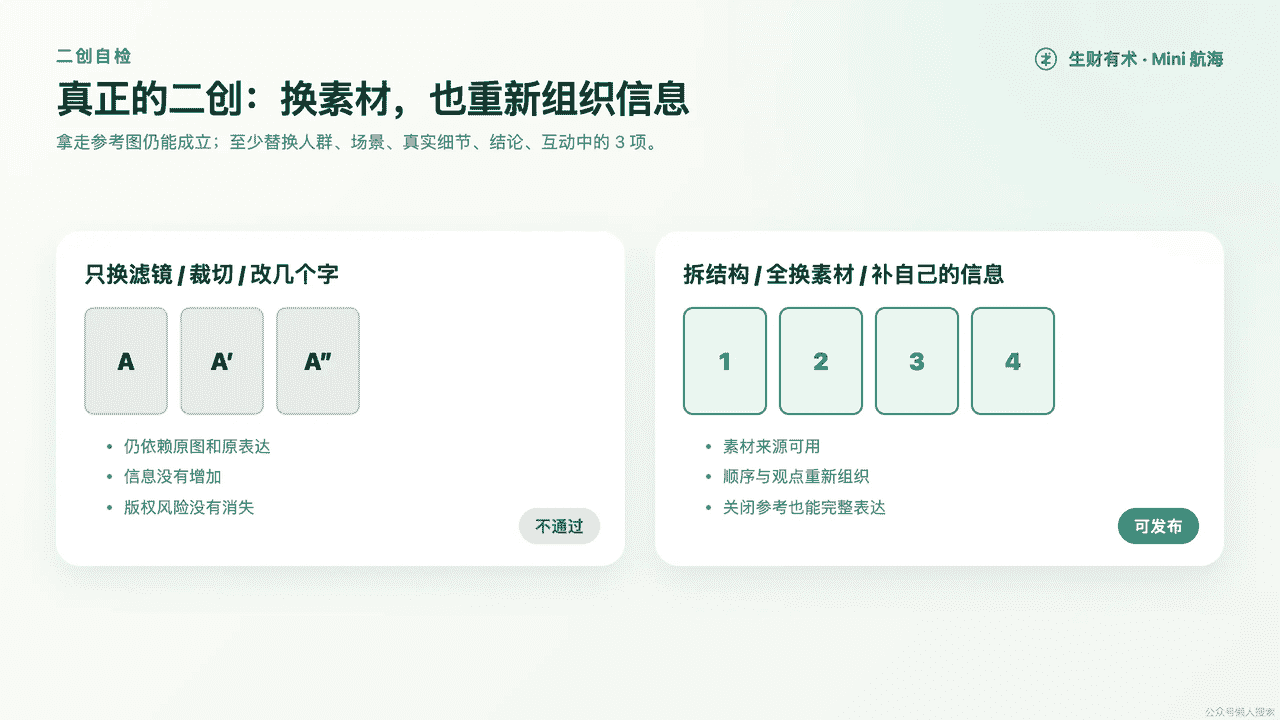 二创自检
生财有术 · Mini 航海
真正的二创：换素材，也重新组织信息
拿走参考图仍能成立；至少替换人群、场景、真实细节、结论、互动中的 3 项。
只换滤镜 / 裁切 / 改几个字
A
A′
A″
• 仍依赖原图和原表达
• 信息没有增加
• 版权风险没有消失
不通过
拆结构 / 全换素材 / 补自己的信息
1
2
3
4
• 素材来源可用
• 顺序与观点重新组织
• 关闭参考也能完整表达
可发布
公众号懒人搜索